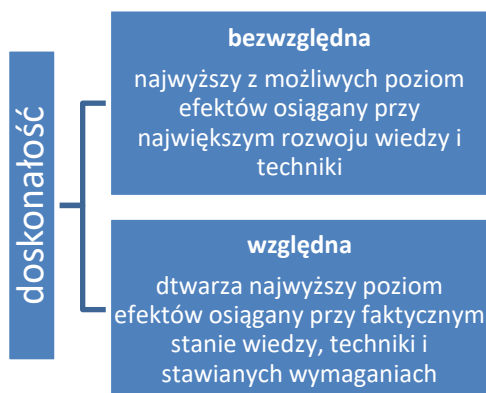 doskonałość
bezwzględna
najwyższy z możliwych poziom
efektów osiągany przy
największym rozwoju wiedzy i
techniki
względna
dtwarza najwyższy poziom
efektów osiągany przy faktycznym
stanie wiedzy, techniki i
stawianych wymaganiach